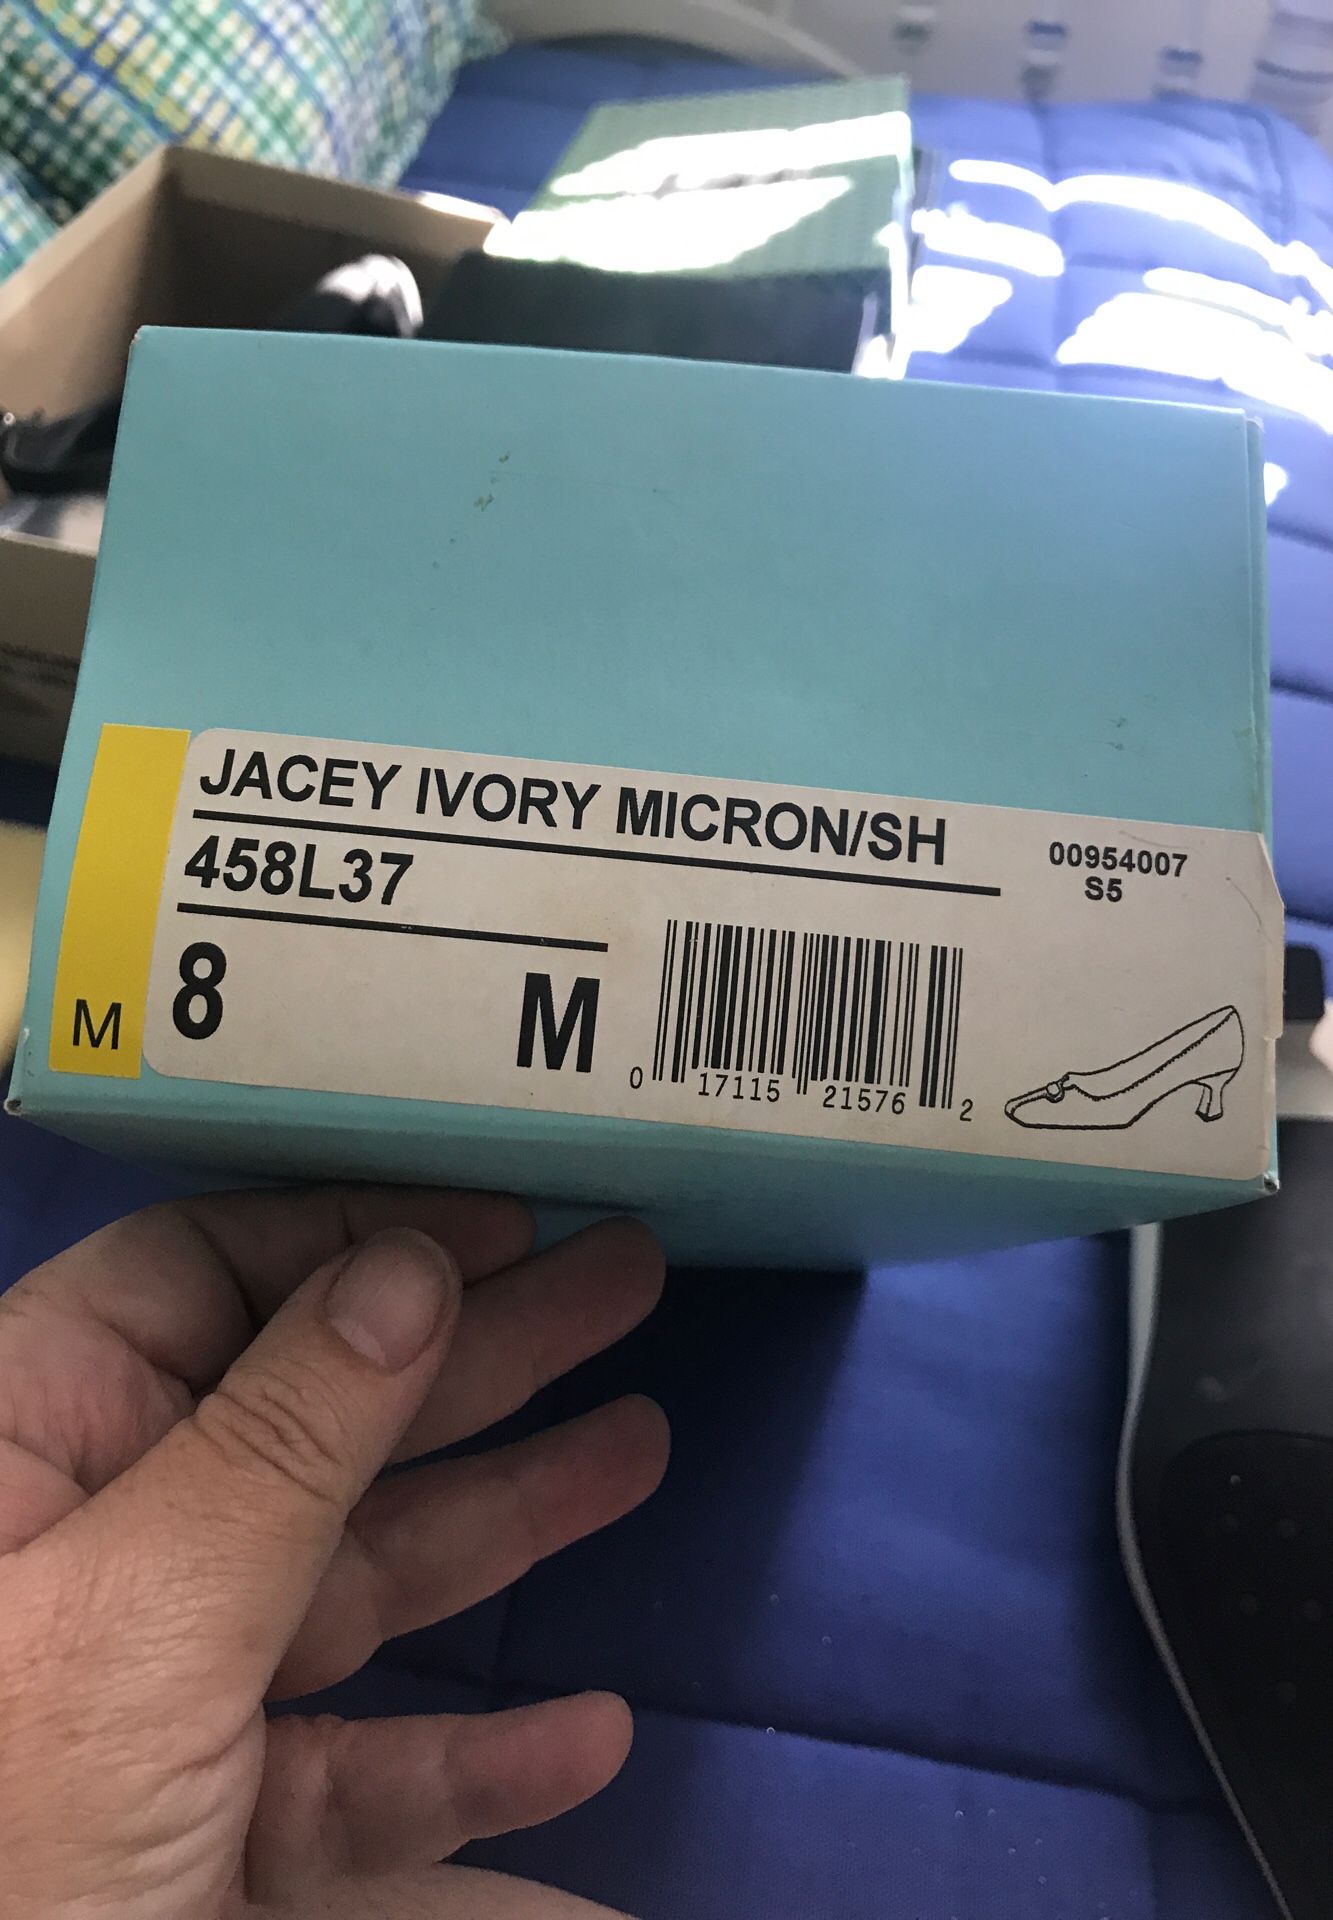 JACEY IVORY MICRON/SH
00954007
S5
458L37
M
8
M
0 17115 21576 2